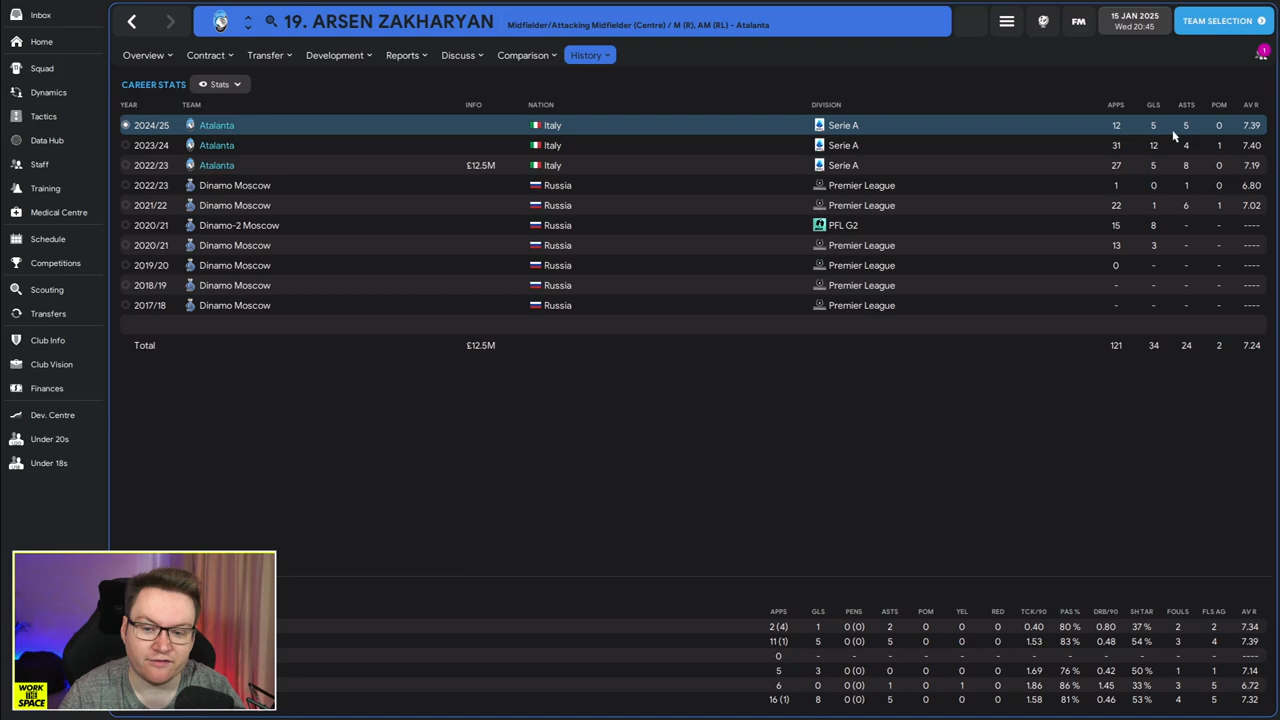 Inbox
Home
Squad
Dynamics
Tactics
Data Hub
Staff
Training
Medical Centre
Schedule
Competitions
Scouting
Transfers
Club Info
Club Vision
Finances
Dev. Centre
Under 20s
Under 18s
19. ARSEN ZAKHARYAN Midfielder/Attacking Midfielder (Centre) / M (R), AM (RL) - Atalanta
FM
15 JAN 2025
Wed 20:45
TEAM SELECTION
Overview Contract Transfer Development Reports Discuss Comparison History
1
CAREER STATS Stats
YEAR TEAM INFO NATION DIVISION APPS GLS ASTS POM AV R
2024/25 Atalanta Italy Serie A 12 5 5 0 7.39
2023/24 Atalanta Italy Serie A 31 12 4 1 7.40
2022/23 Atalanta £12.5M Italy Serie A 27 5 8 0 7.19
2022/23 Dinamo Moscow Russia Premier League 1 0 1 0 6.80
2021/22 Dinamo Moscow Russia Premier League 22 1 6 1 7.02
2020/21 Dinamo-2 Moscow Russia PFL G2 15 8 - - ----
2020/21 Dinamo Moscow Russia Premier League 13 3 - - ----
2019/20 Dinamo Moscow Russia Premier League 0 - - - ----
2018/19 Dinamo Moscow Russia Premier League - - - - ----
2017/18 Dinamo Moscow Russia Premier League - - - - ----
Total £12.5M 121 34 24 2 7.24
APPS GLS PENS ASTS POM YEL RED TCK/90 PAS % DRB/90 SH TAR FOULS FLS AG AV R
2 (4) 1 0 (0) 2 0 0 0 0.40 80 % 0.80 37 % 2 2 7.34
11 (1) 5 0 (0) 5 0 0 0 1.53 83 % 0.48 54 % 3 4 7.39
0 - - - - - - - - - - - - ----
5 3 0 (0) 0 0 0 0 1.69 76 % 0.42 50 % 1 1 7.14
6 0 0 (0) 1 0 1 0 1.86 86 % 1.45 33 % 3 5 6.72
16 (1) 8 0 (0) 5 0 0 0 1.58 81 % 0.46 53 % 4 5 7.32
WORK
THE
SPACE